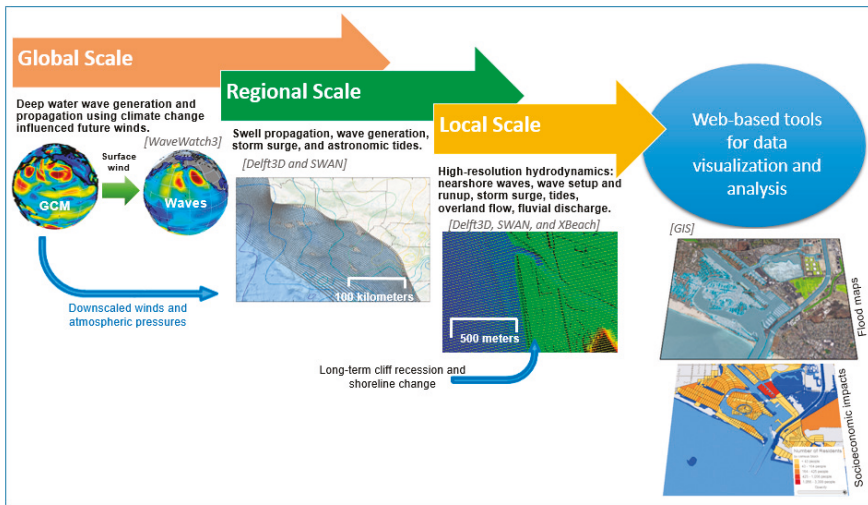 Global Scale
Deep water wave generation and
propagation using climate change
influenced future winds.
[WaveWatch3]
Surface
wind
GCM
Waves
Downscaled winds and
atmospheric pressures
Regional Scale
Swell propagation, wave generation,
storm surge, and astronomic tides.
[Delft3D and SWAN]
100 kilometers
Local Scale
High-resolution hydrodynamics:
nearshore waves, wave setup and
runup, storm surge, tides,
overland flow, fluvial discharge.
[Delft3D, SWAN, and XBeach]
500 meters
Long-term cliff recession and
shoreline change
Web-based tools
for data
visualization and
analysis
[GIS]
Flood maps
Socioeconomic impacts
Number of Residents